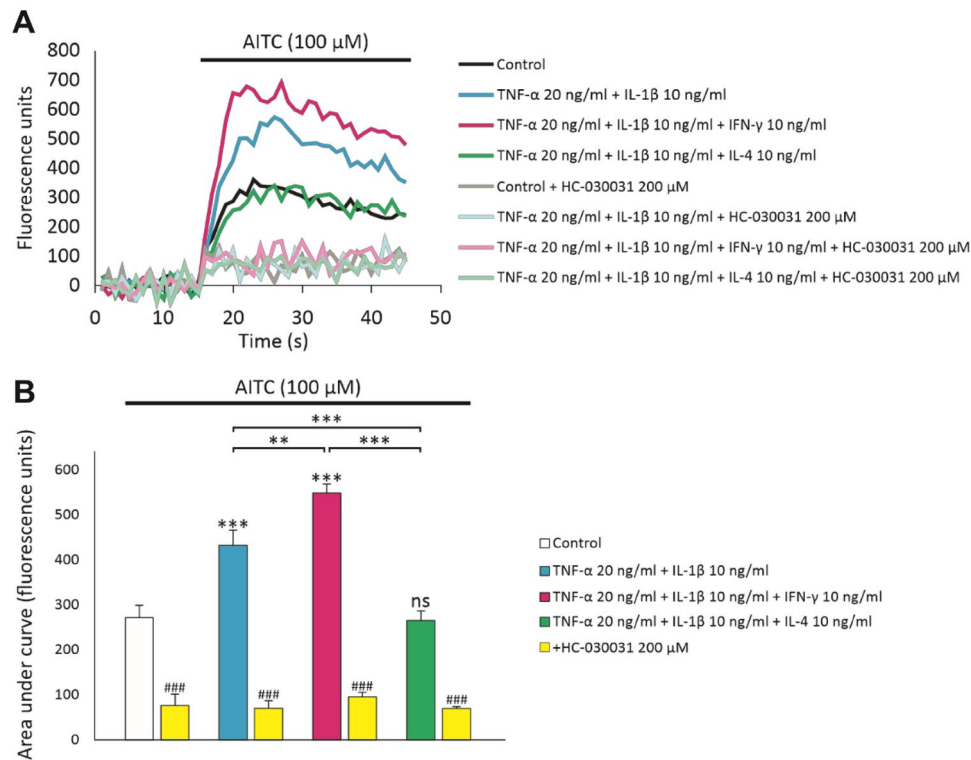 A
AITC (100 µM)
Fluorescence units
800
700
600
500
400
300
200
100
0
0
10
20
30
40
50
Time (s)
Control
TNF-α 20 ng/ml + IL-1β 10 ng/ml
TNF-α 20 ng/ml + IL-1β 10 ng/ml + IFN-γ 10 ng/ml
TNF-α 20 ng/ml + IL-1β 10 ng/ml + IL-4 10 ng/ml
Control + HC-030031 200 µM
TNF-α 20 ng/ml + IL-1β 10 ng/ml + HC-030031 200 µM
TNF-α 20 ng/ml + IL-1β 10 ng/ml + IFN-γ 10 ng/ml + HC-030031 200 µM
TNF-α 20 ng/ml + IL-1β 10 ng/ml + IL-4 10 ng/ml + HC-030031 200 µM
B
AITC (100 µM)
Area under curve (fluorescence units)
600
500
400
300
200
100
0
***
**
***
***
***
ns
###
###
###
###
Control
TNF-α 20 ng/ml + IL-1β 10 ng/ml
TNF-α 20 ng/ml + IL-1β 10 ng/ml + IFN-γ 10 ng/ml
TNF-α 20 ng/ml + IL-1β 10 ng/ml + IL-4 10 ng/ml
+HC-030031 200 µM